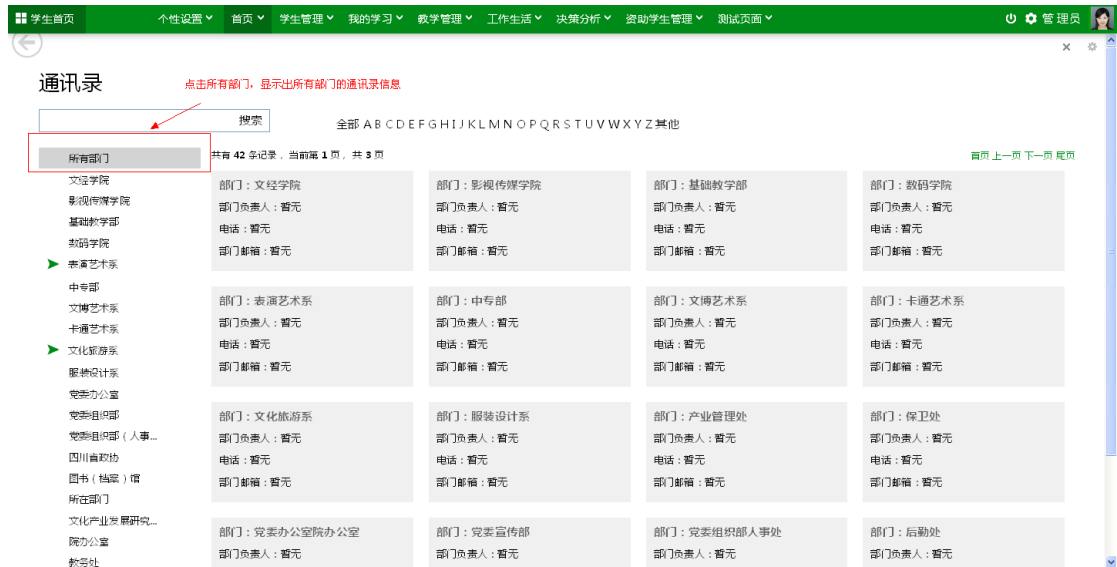 学生首页 个性设置 首页 学生管理 我的学习 教学管理 工作生活 决策分析 资助学生管理 测试页面 管理员
通讯录
点击所有部门，显示出所有部门的通讯录信息
搜索
全部 A B C D E F G H I J K L M N O P Q R S T U V W X Y Z 其他
所有部门
文经学院
影视传媒学院
基础教学部
数码学院
表演艺术系
中专部
文博艺术系
卡通艺术系
文化旅游系
服装设计系
党委办公室
党委组织部
党委组织部（人事...
四川省政协
图书（档案）馆
所在部门
文化产业发展研究...
院办公室
教务处
共有 42 条记录，当前第 1 页，共 3 页
首页 上一页 下一页 尾页
部门：文经学院 部门：影视传媒学院 部门：基础教学部 部门：数码学院
部门负责人：暂无 部门负责人：暂无 部门负责人：暂无 部门负责人：暂无
电话：暂无 电话：暂无 电话：暂无 电话：暂无
部门邮箱：暂无 部门邮箱：暂无 部门邮箱：暂无 部门邮箱：暂无
部门：表演艺术系 部门：中专部 部门：文博艺术系 部门：卡通艺术系
部门负责人：暂无 部门负责人：暂无 部门负责人：暂无 部门负责人：暂无
电话：暂无 电话：暂无 电话：暂无 电话：暂无
部门邮箱：暂无 部门邮箱：暂无 部门邮箱：暂无 部门邮箱：暂无
部门：文化旅游系 部门：服装设计系 部门：产业管理处 部门：保卫处
部门负责人：暂无 部门负责人：暂无 部门负责人：暂无 部门负责人：暂无
电话：暂无 电话：暂无 电话：暂无 电话：暂无
部门邮箱：暂无 部门邮箱：暂无 部门邮箱：暂无 部门邮箱：暂无
部门：党委办公室院办公室 部门：党委宣传部 部门：党委组织部人事处 部门：后勤处
部门负责人：暂无 部门负责人：暂无 部门负责人：暂无 部门负责人：暂无